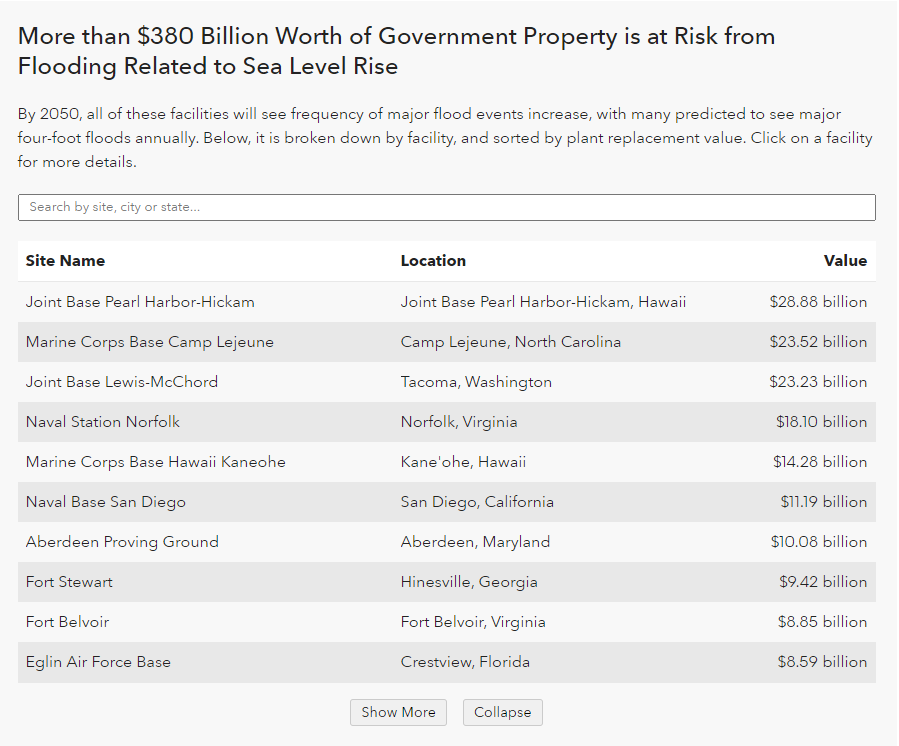 More than $380 Billion Worth of Government Property is at Risk from
Flooding Related to Sea Level Rise
By 2050, all of these facilities will see frequency of major flood events increase, with many predicted to see major
four-foot floods annually. Below, it is broken down by facility, and sorted by plant replacement value. Click on a facility
for more details.
Search by site, city or state...
Site Name Location Value
Joint Base Pearl Harbor-Hickam Joint Base Pearl Harbor-Hickam, Hawaii $28.88 billion
Marine Corps Base Camp Lejeune Camp Lejeune, North Carolina $23.52 billion
Joint Base Lewis-McChord Tacoma, Washington $23.23 billion
Naval Station Norfolk Norfolk, Virginia $18.10 billion
Marine Corps Base Hawaii Kaneohe Kane'ohe, Hawaii $14.28 billion
Naval Base San Diego San Diego, California $11.19 billion
Aberdeen Proving Ground Aberdeen, Maryland $10.08 billion
Fort Stewart Hinesville, Georgia $9.42 billion
Fort Belvoir Fort Belvoir, Virginia $8.85 billion
Eglin Air Force Base Crestview, Florida $8.59 billion
Show More Collapse